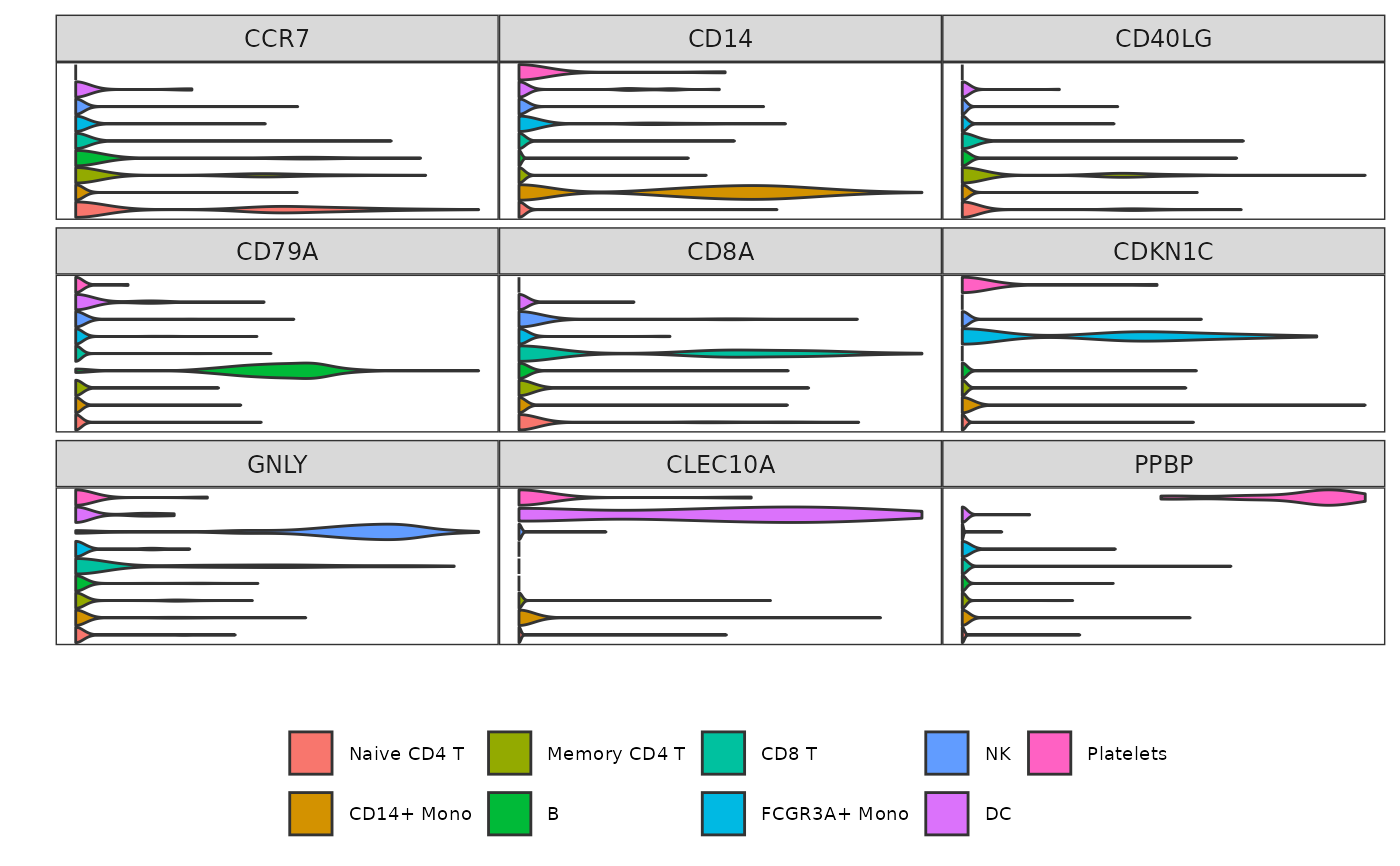 CCR7 CD14 CD40LG
CD79A CD8A CDKN1C
GNLY CLEC10A PPBP
Naive CD4 T Memory CD4 T CD8 T NK Platelets
CD14+ Mono B FCGR3A+ Mono DC